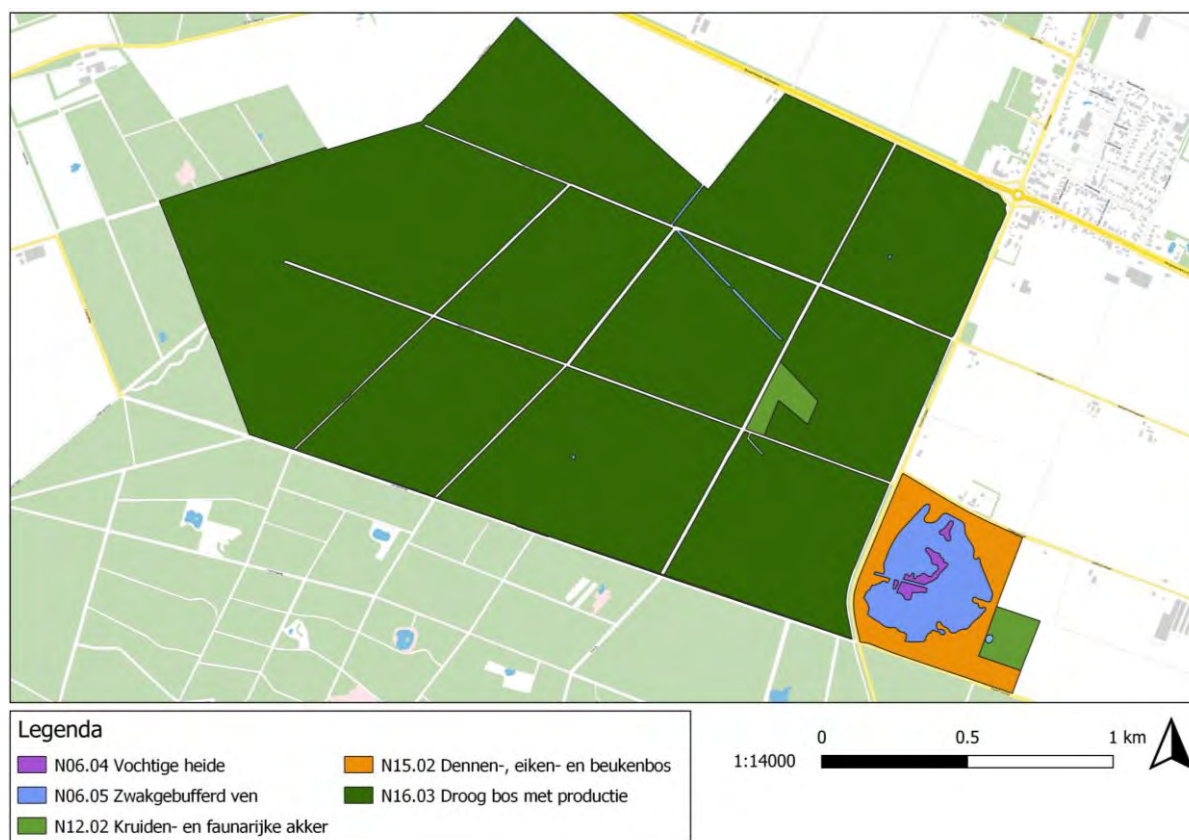 Legenda
N06.04 Vochtige heide
N06.05 Zwakgebufferd ven
N12.02 Kruiden- en faunarijke akker
N15.02 Dennen-, eiken- en beukenbos
N16.03 Droog bos met productie
1:14000
0 0.5 1 km